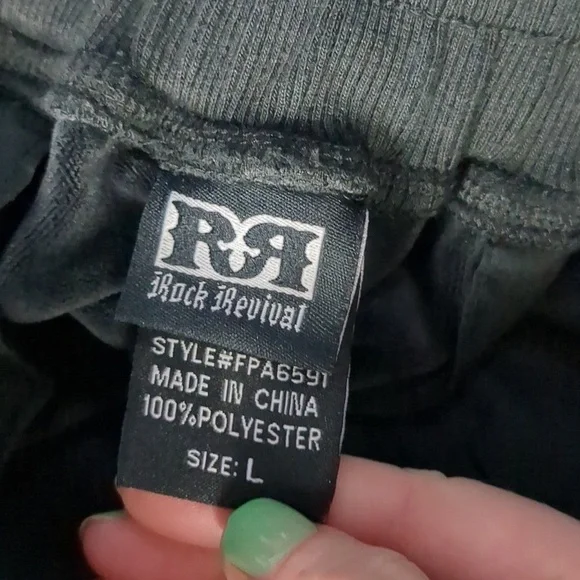 RR
Rock Revival
STYLE#FPA6591
MADE IN CHINA
100%POLYESTER
SIZE: L